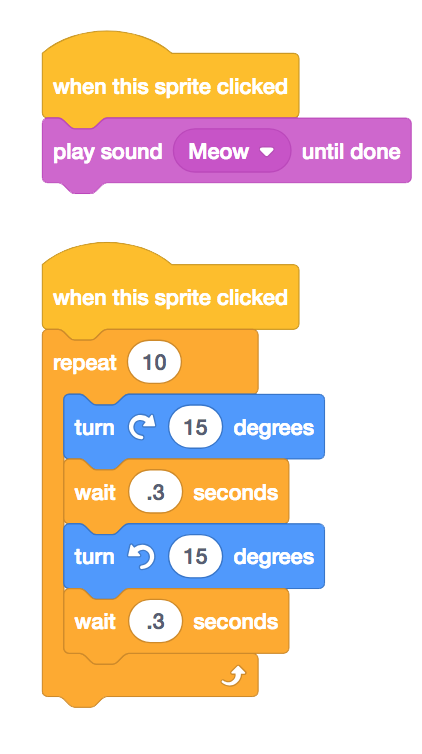 when this sprite clicked
play sound Meow until done
when this sprite clicked
repeat 10
turn 15 degrees
wait .3 seconds
turn 15 degrees
wait .3 seconds